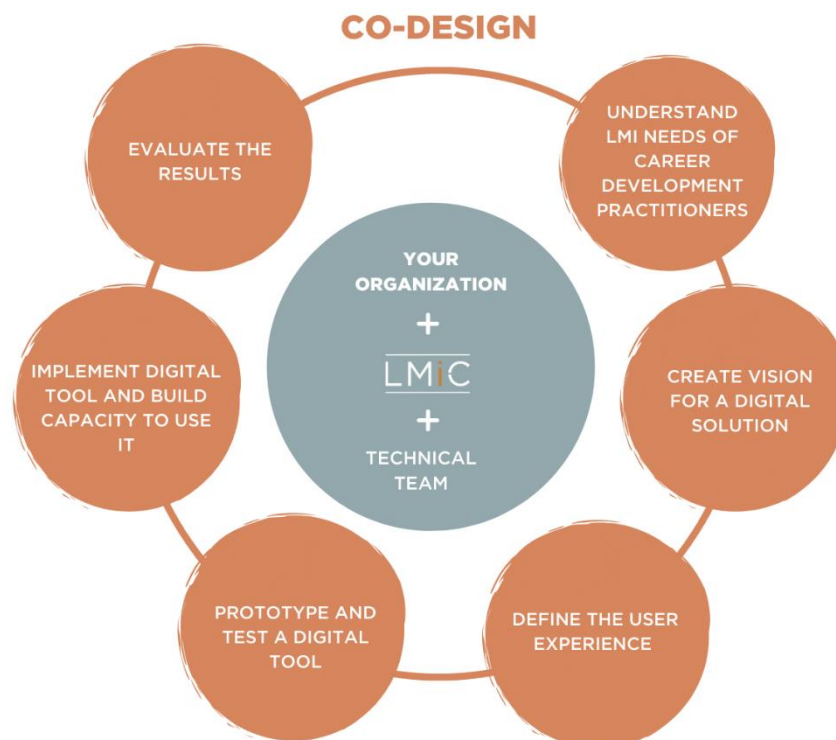 CO-DESIGN
UNDERSTAND
LMI NEEDS OF
CAREER
DEVELOPMENT
PRACTITIONERS
CREATE VISION
FOR A DIGITAL
SOLUTION
DEFINE THE USER
EXPERIENCE
PROTOTYPE AND
TEST A DIGITAL
TOOL
IMPLEMENT DIGITAL
TOOL AND BUILD
CAPACITY TO USE
IT
EVALUATE THE
RESULTS
YOUR
ORGANIZATION
+
LMiC
+
TECHNICAL
TEAM